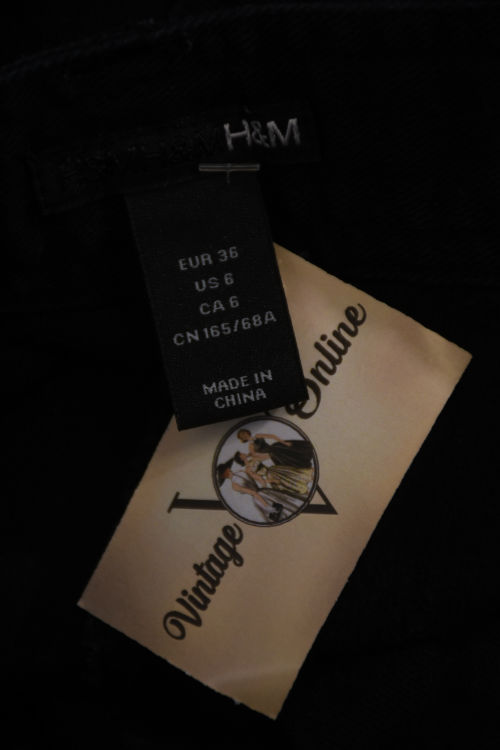 H&M
EUR 36
US 6
CA 6
CN 165/68A
MADE IN
CHINA
Vintage Online
V